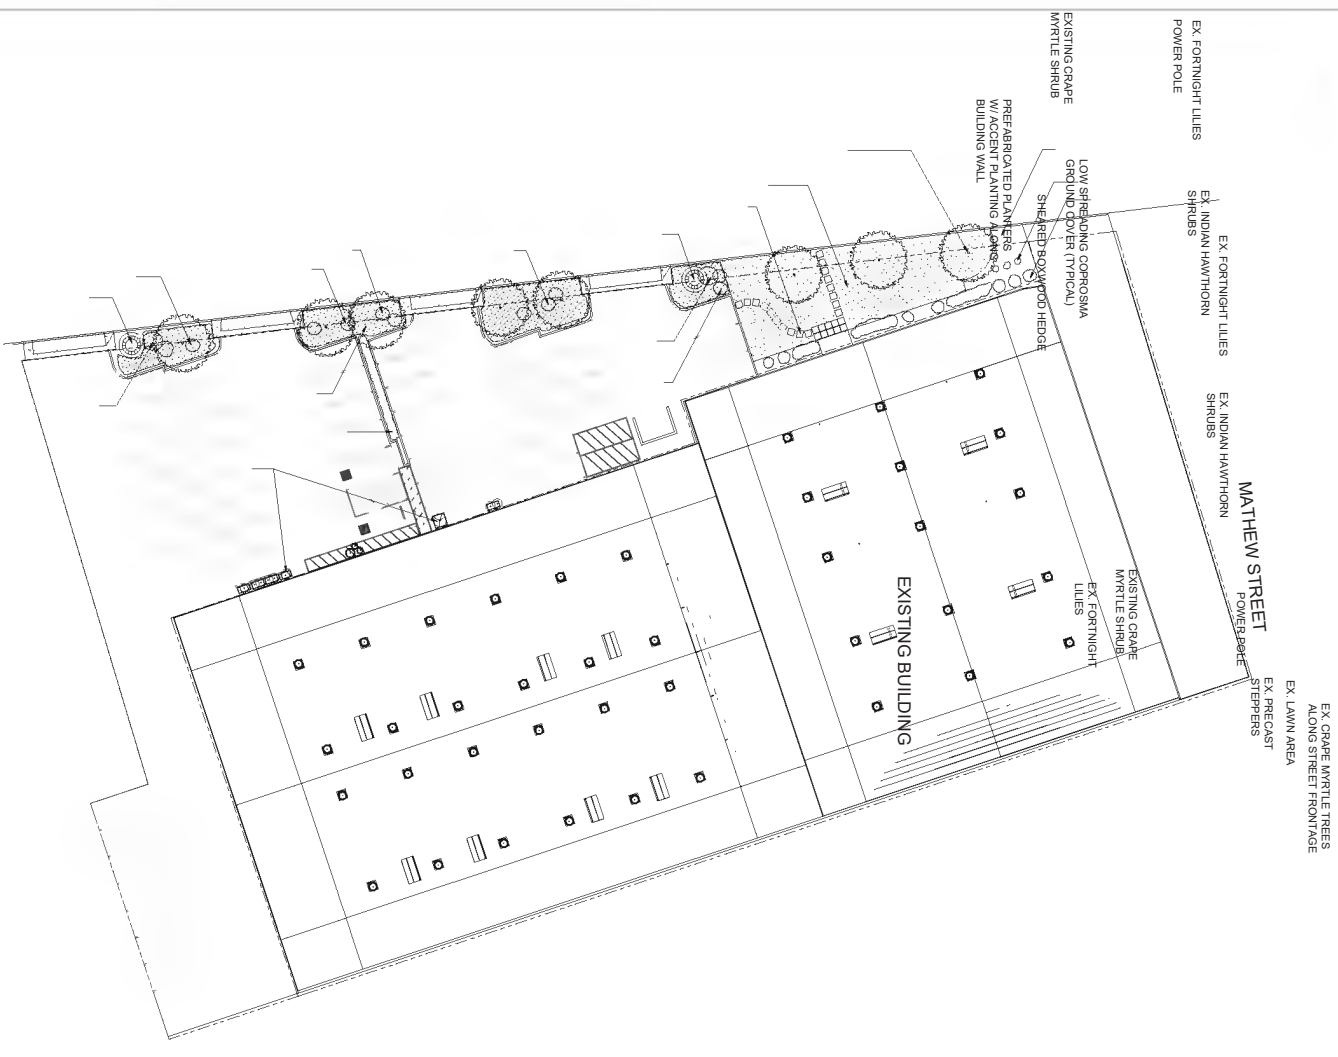 EXISTING CRAPE
MYRTLE SHRUB
EX. FORTNIGHT LILIES
POWER POLE
PREFABRICATED PLANTERS
W/ ACCENT PLANTING ALONG
BUILDING WALL
LOW SPREADING COPROSMA
GROUND COVER (TYPICAL)
SHEARED BOXWOOD HEDGE
EX. INDIAN HAWTHORN
SHRUBS
EX. FORTNIGHT LILIES
EX. INDIAN HAWTHORN
SHRUBS
MATHEW STREET
EXISTING CRAPE
MYRTLE SHRUB
EX. FORTNIGHT
LILIES
EXISTING BUILDING
POWER POLE
EX. PRECAST
STEPPERS
EX. LAWN AREA
EX. CRAPE MYRTLE TREES
ALONG STREET FRONTAGE